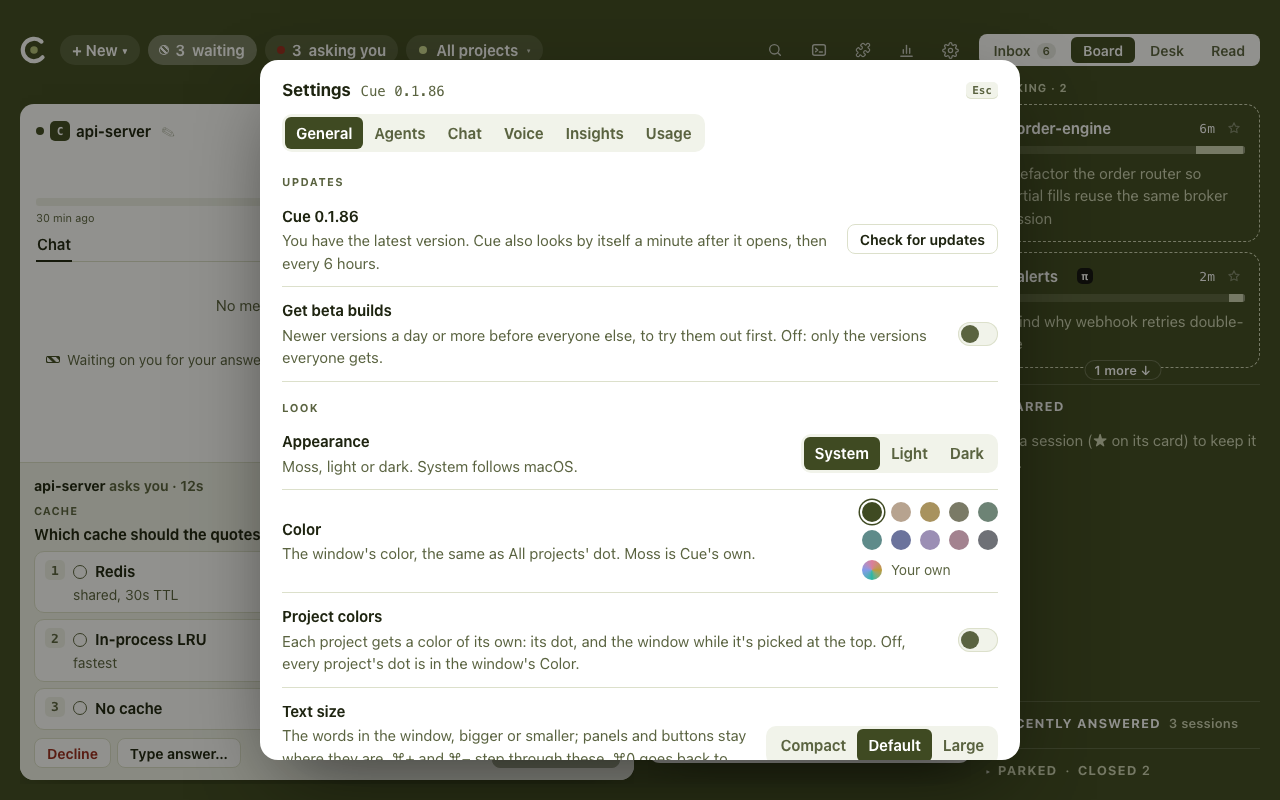 + New ▾
3 waiting
3 asking you
All projects
Inbox 6
Board
Desk
Read
api-server
30 min ago
Chat
No me
Waiting on you for your answe
api-server asks you · 12s
CACHE
Which cache should the quotes
1 Redis
shared, 30s TTL
2 In-process LRU
fastest
3 No cache
Decline
Type answer...
Settings Cue 0.1.86
Esc
General Agents Chat Voice Insights Usage
UPDATES
Cue 0.1.86
You have the latest version. Cue also looks by itself a minute after it opens, then
every 6 hours.
Check for updates
Get beta builds
Newer versions a day or more before everyone else, to try them out first. Off: only the versions
everyone gets.
LOOK
Appearance
Moss, light or dark. System follows macOS.
System Light Dark
Color
The window's color, the same as All projects' dot. Moss is Cue's own.
Your own
Project colors
Each project gets a color of its own: its dot, and the window while it's picked at the top. Off,
every project's dot is in the window's Color.
Text size
The words in the window, bigger or smaller; panels and buttons stay
where they are. ⌘+ and ⌘− step through these, ⌘0 goes back to
Compact Default Large
KING · 2
order-engine 6m
efactor the order router so
rtial fills reuse the same broker
ssion
alerts π 2m
ind why webhook retries double-
1 more ↓
ARRED
a session (★ on its card) to keep it
CENTLY ANSWERED 3 sessions
PARKED · CLOSED 2